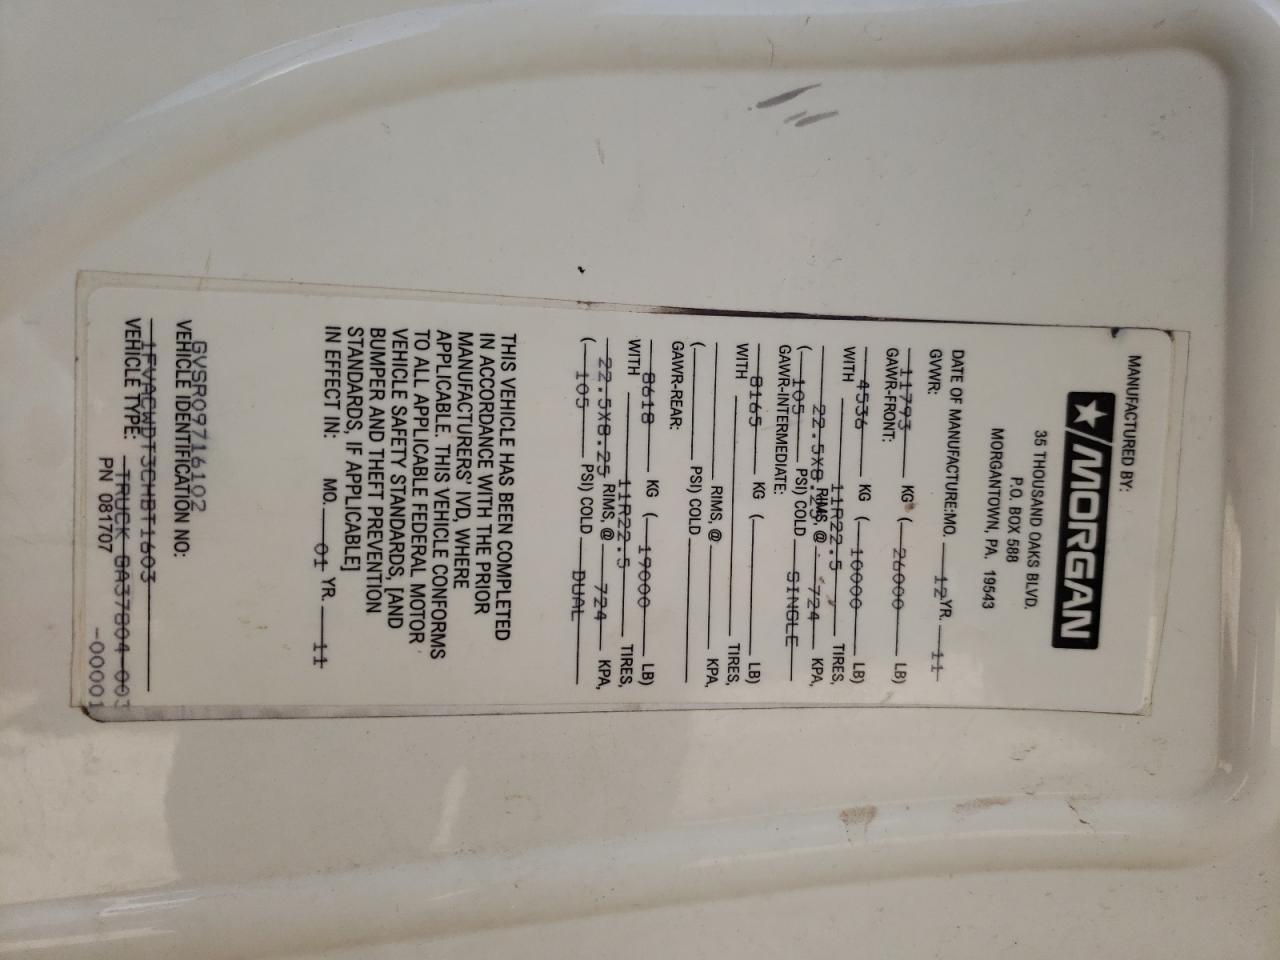 MANUFACTURED BY:
MORGAN
35 THOUSAND OAKS BLVD.
P.O. BOX 588
MORGANTOWN, PA. 19543
DATE OF MANUFACTURE:MO. 12 YR. 11
GVWR:
11793 KG (26000 LB)
GAWR-FRONT:
4536 KG (10000 LB)
WITH 11R22.5 TIRES,
22.5X8.25 RIMS, @ 724 KPA,
(105 PSI) COLD SINGLE
GAWR-INTERMEDIATE:
8165 KG ( LB)
WITH TIRES,
RIMS, @ KPA,
( PSI) COLD
GAWR-REAR:
8618 KG (19000 LB)
WITH 11R22.5 TIRES,
22.5X8.25 RIMS, @ 724 KPA,
(105 PSI) COLD DUAL
THIS VEHICLE HAS BEEN COMPLETED
IN ACCORDANCE WITH THE PRIOR
MANUFACTURERS' IVD, WHERE
APPLICABLE. THIS VEHICLE CONFORMS
TO ALL APPLICABLE FEDERAL MOTOR
VEHICLE SAFETY STANDARDS, [AND
BUMPER AND THEFT PREVENTION
STANDARDS, IF APPLICABLE]
IN EFFECT IN: MO. 01 YR. 11
GVSR09716102
VEHICLE IDENTIFICATION NO:
1FVACWDT3CHBT1603
VEHICLE TYPE: TRUCK GA37804-003
PN 081707 -00001